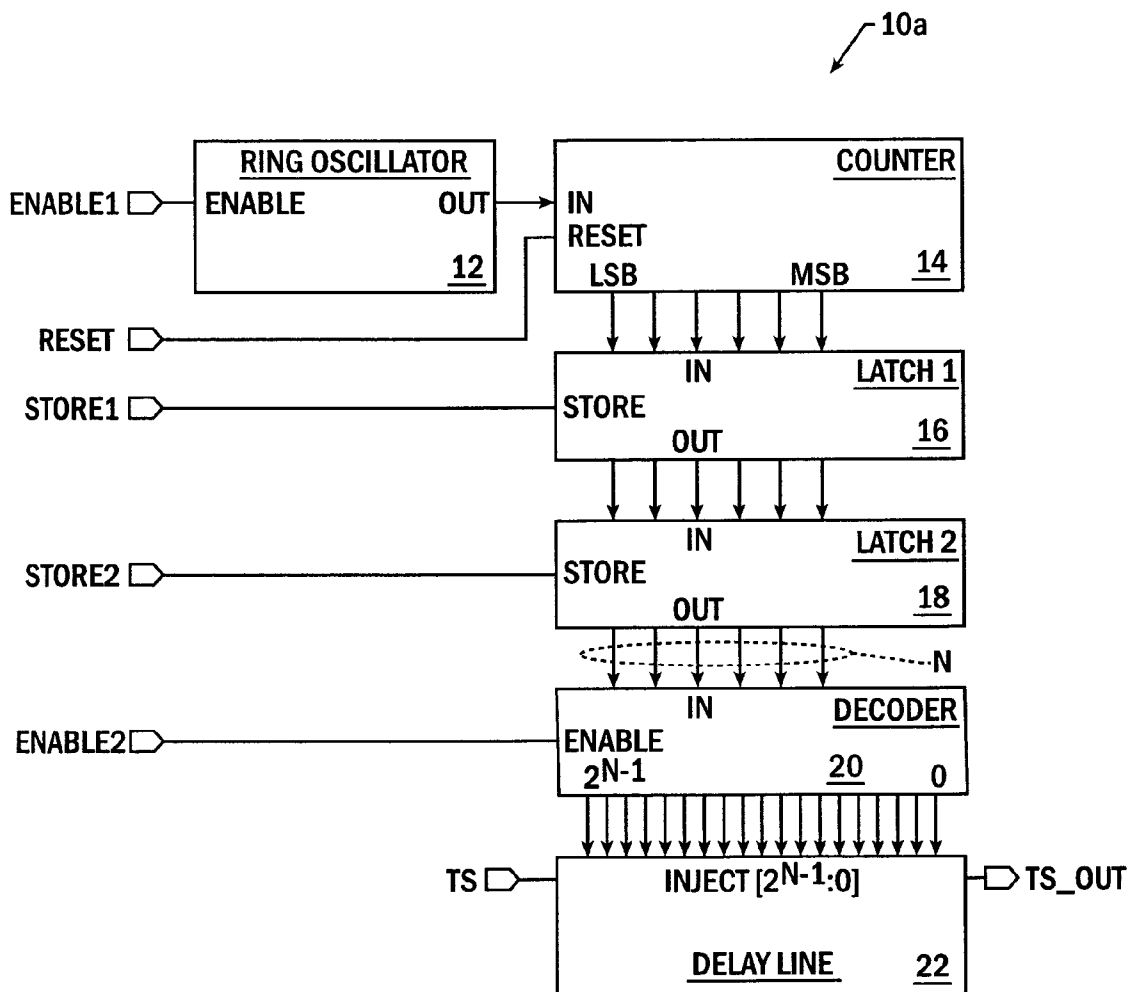 10a
RING OSCILLATOR
COUNTER
ENABLE1
ENABLE
OUT
IN
RESET
12
LSB
MSB
14
RESET
IN
LATCH 1
STORE1
STORE
OUT
16
IN
LATCH 2
STORE2
STORE
OUT
18
N
IN
DECODER
ENABLE2
ENABLE
2^N-1
20
0
TS
INJECT [2^N-1:0]
TS_OUT
DELAY LINE
22